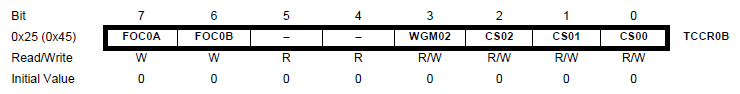 Bit 7 6 5 4 3 2 1 0
0x25 (0x45) FOC0A FOC0B – – WGM02 CS02 CS01 CS00 TCCR0B
Read/Write W W R R R/W R/W R/W R/W
Initial Value 0 0 0 0 0 0 0 0